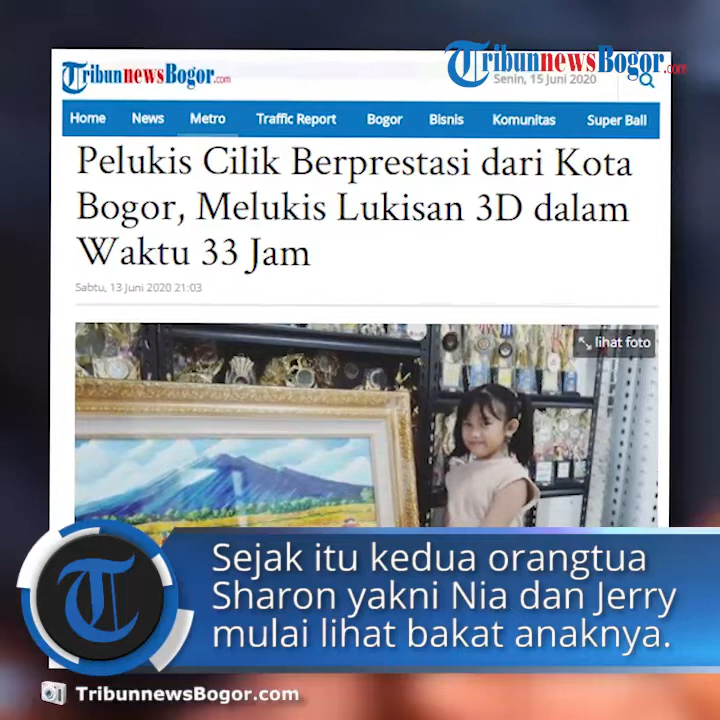 TribunnewsBogor.com
TribunnewsBogor.com
Senin, 15 Juni 2020
Home News Metro Traffic Report Bogor Bisnis Komunitas Super Ball
Pelukis Cilik Berprestasi dari Kota
Bogor, Melukis Lukisan 3D dalam
Waktu 33 Jam
Sabtu, 13 Juni 2020 21:03
lihat foto
Sejak itu kedua orangtua
Sharon yakni Nia dan Jerry
mulai lihat bakat anaknya.
TribunnewsBogor.com